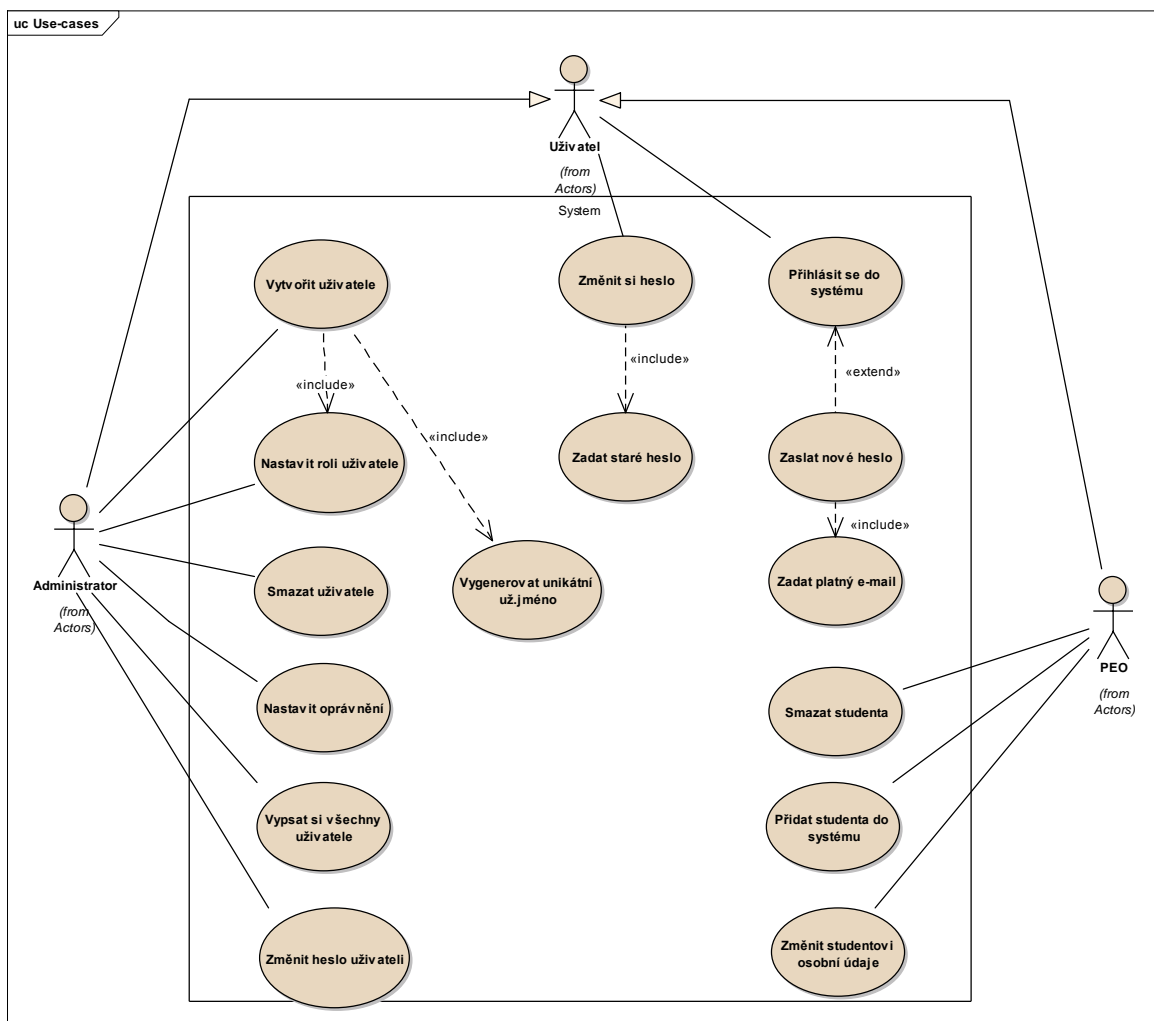 uc Use-cases
Uživatel
(from
Actors)
System
Vytvořit uživatele
Změnit si heslo
Přihlásit se do
systému
«include»
«include»
«extend»
«include»
Nastavit roli uživatele
Zadat staré heslo
Zaslat nové heslo
«include»
Administrator
(from
Actors)
Smazat uživatele
Vygenerovat unikátní
už.jméno
Zadat platný e-mail
PEO
(from
Actors)
Nastavit oprávnění
Smazat studenta
Vypsat si všechny
uživatele
Přidat studenta do
systému
Změnit heslo uživateli
Změnit studentovi
osobní údaje